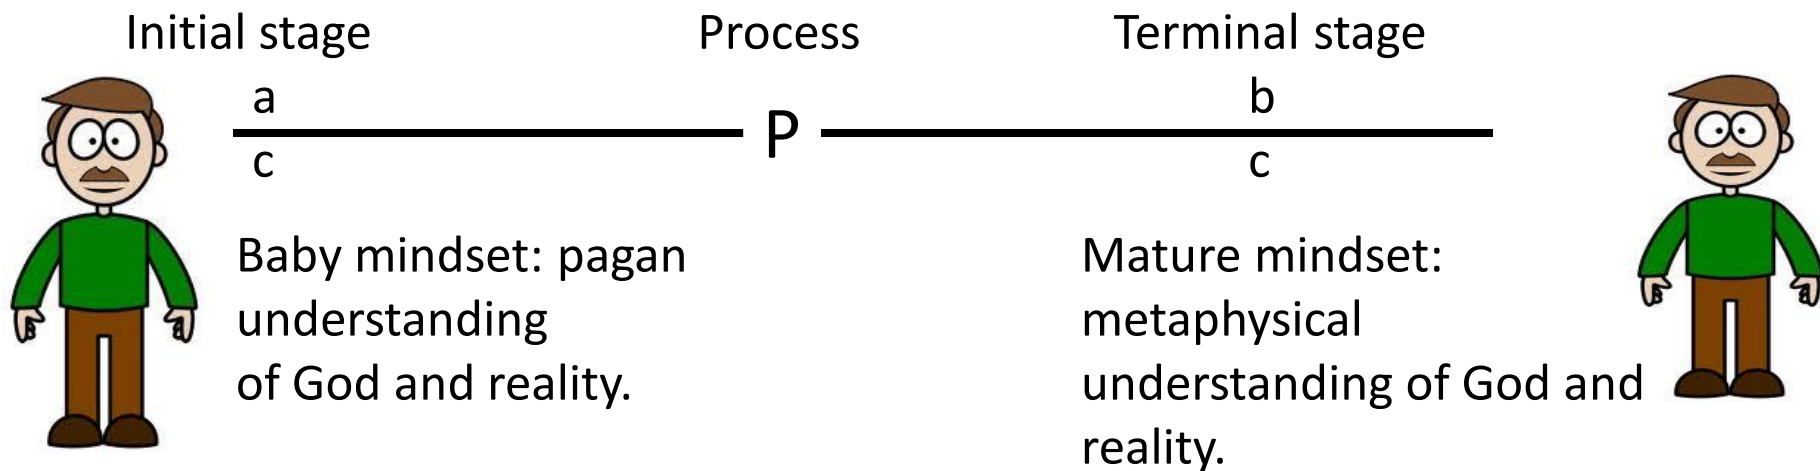 Initial stage
Process
Terminal stage
a
b
P
c
c
Baby mindset: pagan
understanding
of God and reality.
Mature mindset:
metaphysical
understanding of God and
reality.